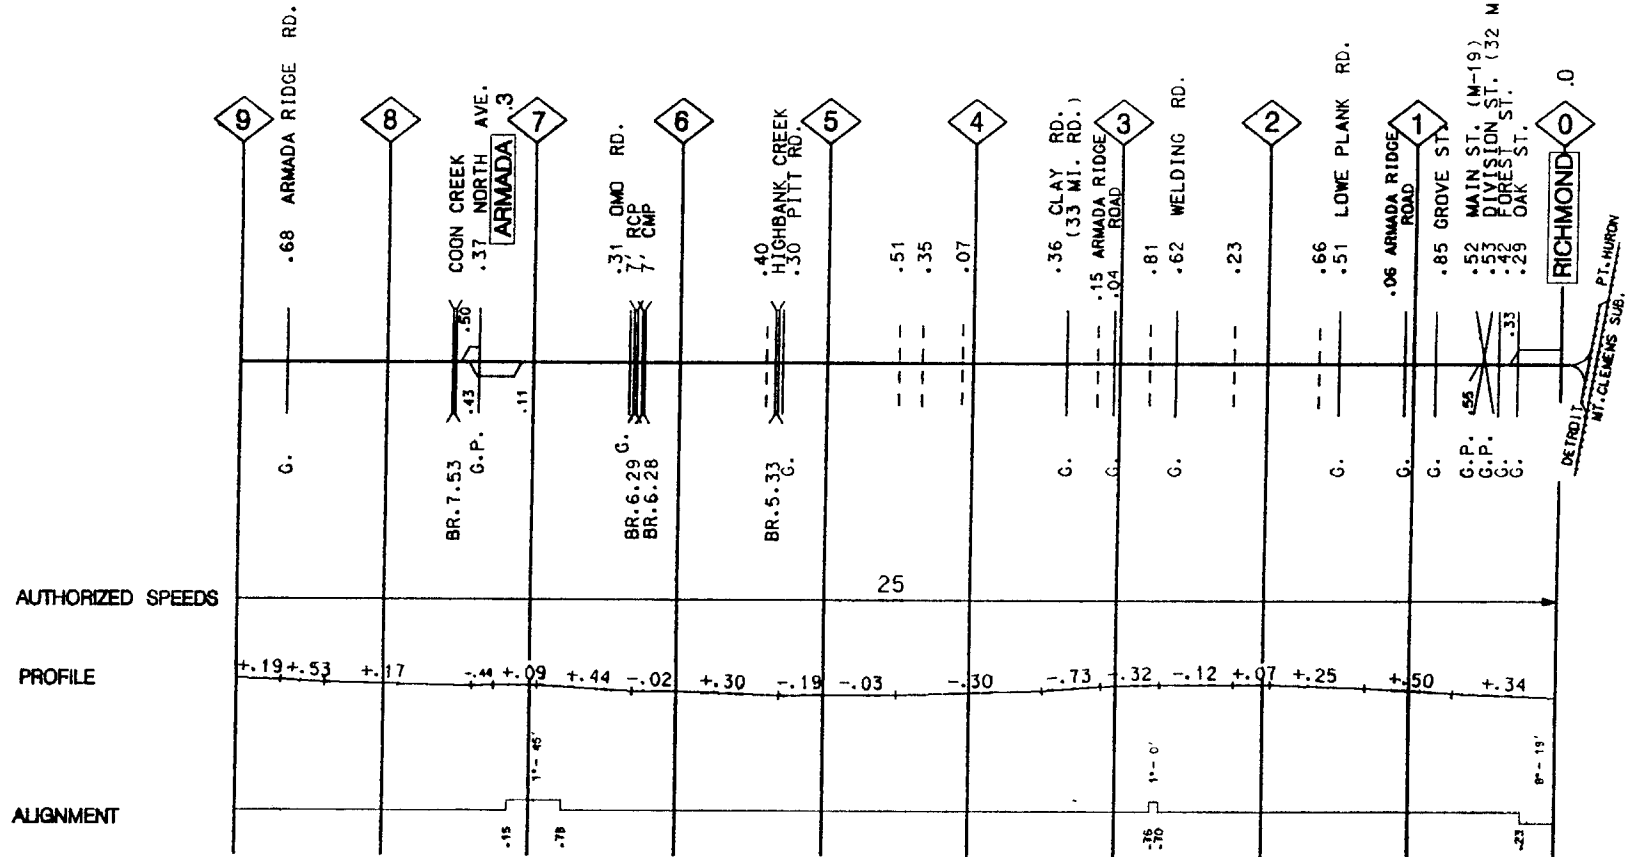 9
.68 ARMADA RIDGE RD.
8
COON CREEK
.37 NORTH AVE.
ARMADA .3
7
.31 OMO RD.
7' RCP
7' CMP
6
.40
HIGHBANK CREEK
.30 PITT RD.
5
.51
.35
4
.07
.36 CLAY RD.
(33 MI. RD.)
.15 ARMADA RIDGE
ROAD
.04
3
.81
.62 WELDING RD.
2
.23
.66
.51 LOWE PLANK RD.
.06 ARMADA RIDGE
ROAD
1
.85 GROVE ST.
.52 MAIN ST. (M-19)
.53 DIVISION ST. (32 M
.42 FOREST ST.
.29 OAK ST.
0 .0
RICHMOND
.50
.43
.11
.33
.55
DETROIT PT. HURON
MT. CLEMENS SUB.
G.
BR.7.53
G.P.
G.
BR.6.29
BR.6.28
BR.5.33
G.
G.
G.
G.
G.
G.
G.
G.P.
G.P.
G.
G.
AUTHORIZED SPEEDS 25
PROFILE +.19 +.53 +.17 -.44 +.09 +.44 -.02 +.30 -.19 -.03 -.30 -.73 -.32 -.12 +.07 +.25 +.50 +.34
ALIGNMENT
1°-45'
.15
.78
1°-0'
.76
.70
8°-19'
.23